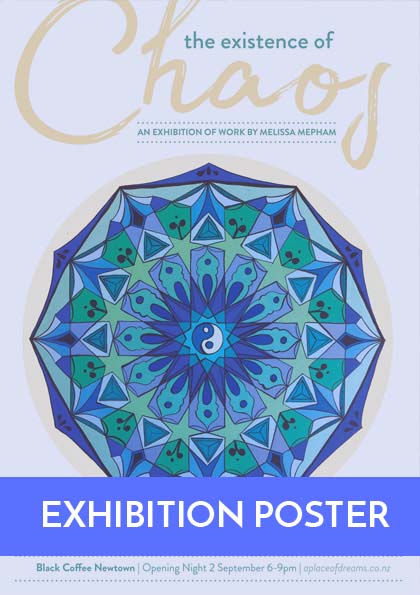 the existence of
Chaos
AN EXHIBITION OF WORK BY MELISSA MEPHAM
EXHIBITION POSTER
Black Coffee Newtown | Opening Night 2 September 6-9pm | aplaceofdreams.co.nz